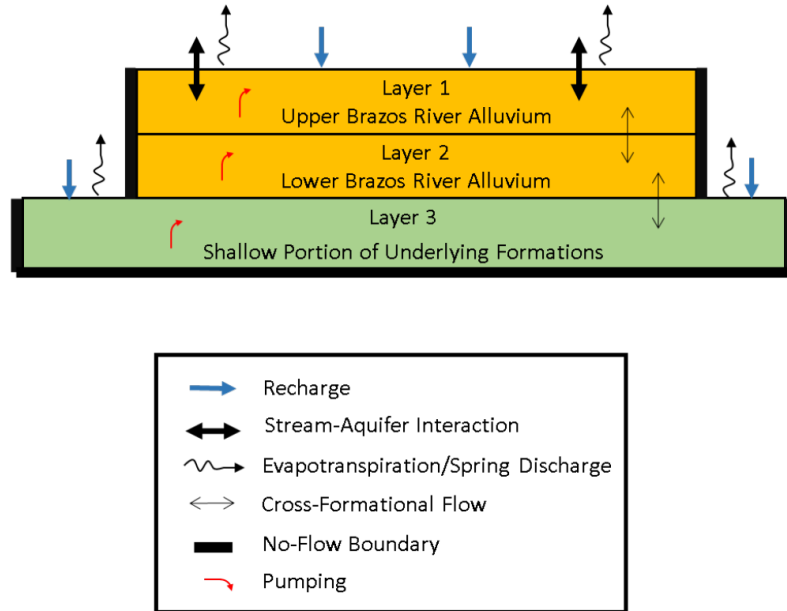 Layer 1
Upper Brazos River Alluvium
Layer 2
Lower Brazos River Alluvium
Layer 3
Shallow Portion of Underlying Formations
Recharge
Stream-Aquifer Interaction
Evapotranspiration/Spring Discharge
Cross-Formational Flow
No-Flow Boundary
Pumping